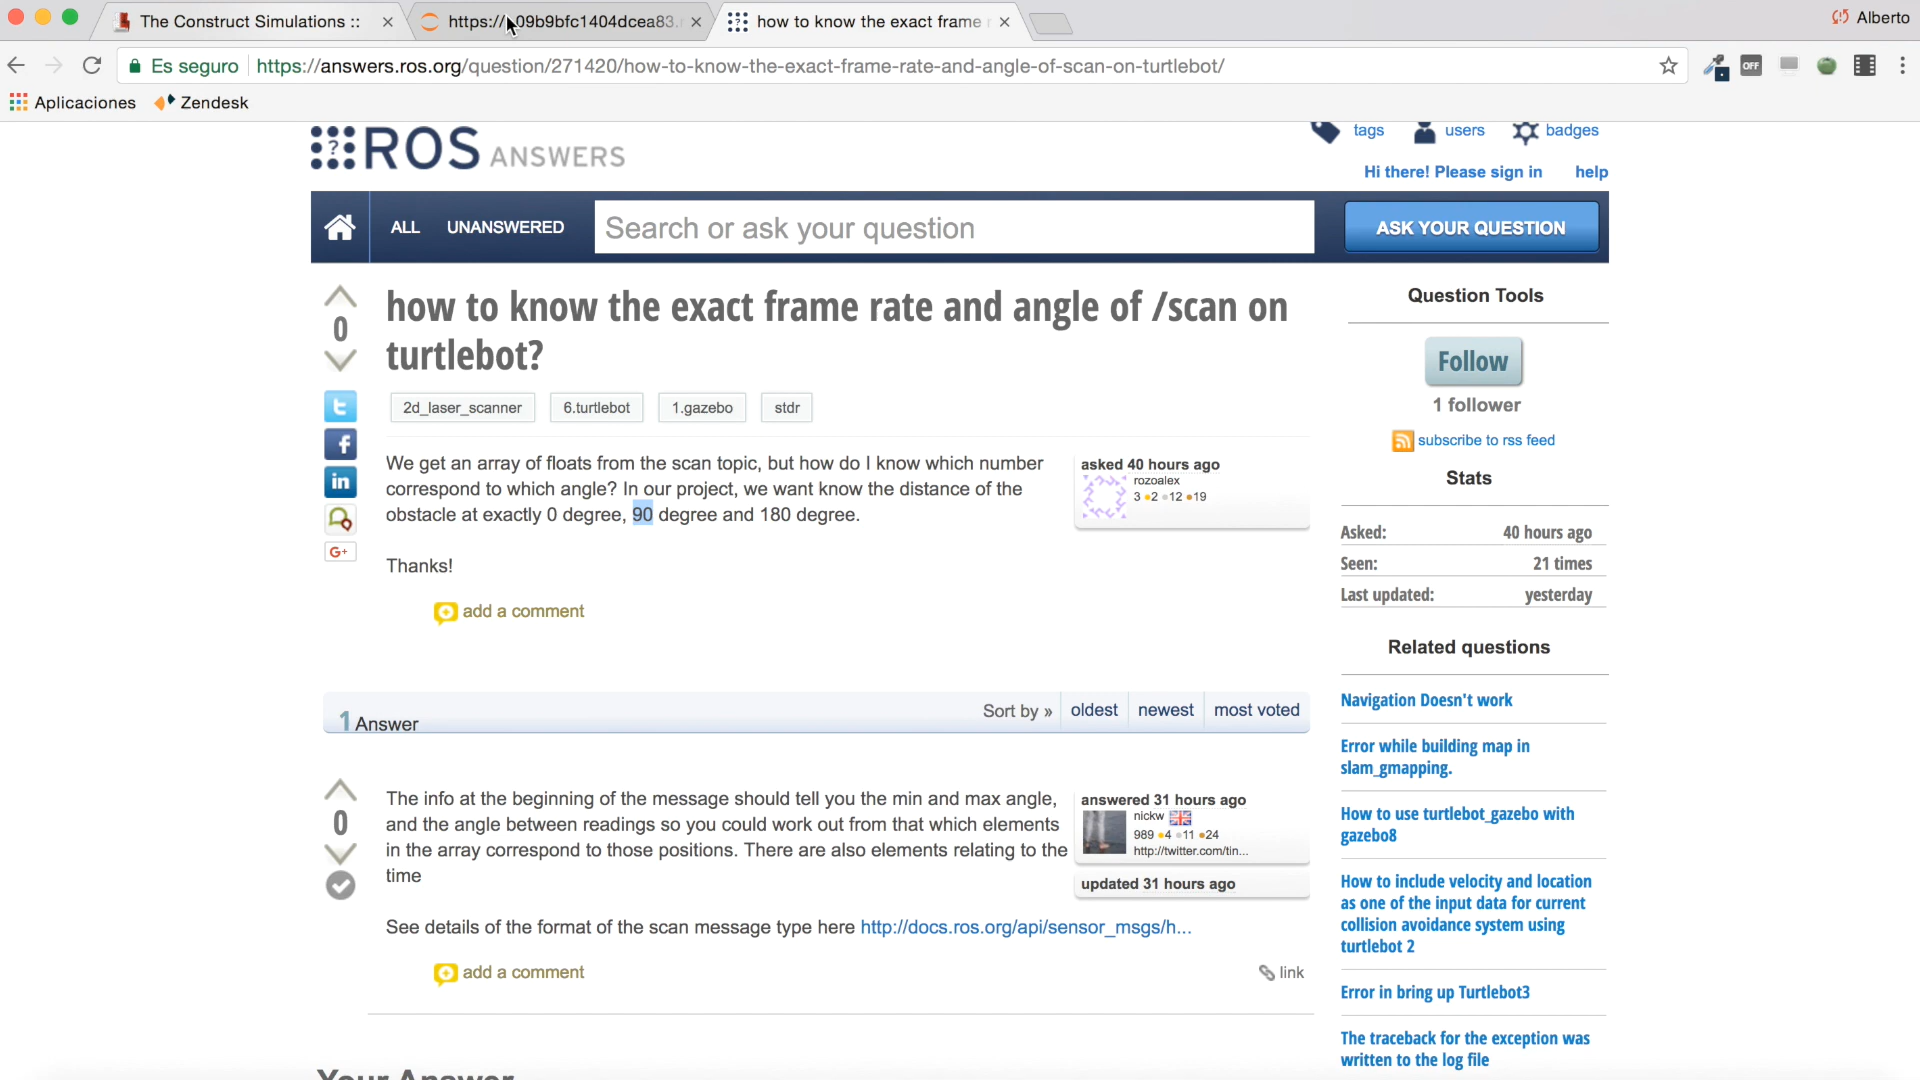 The Construct Simulations ::
https://i-09b9bfc1404dcea83.
how to know the exact frame
Alberto
Es seguro
https://answers.ros.org/question/271420/how-to-know-the-exact-frame-rate-and-angle-of-scan-on-turtlebot/
OFF
Aplicaciones
Zendesk
ROS ANSWERS
tags
users
badges
Hi there! Please sign in
help
ALL
UNANSWERED
Search or ask your question
ASK YOUR QUESTION
how to know the exact frame rate and angle of /scan on
turtlebot?
0
2d_laser_scanner
6.turtlebot
1.gazebo
stdr
We get an array of floats from the scan topic, but how do I know which number
correspond to which angle? In our project, we want know the distance of the
obstacle at exactly 0 degree, 90 degree and 180 degree.
Thanks!
asked 40 hours ago
rozoalex
3 ●2 ●12 ●19
add a comment
1 Answer
Sort by »
oldest
newest
most voted
0
The info at the beginning of the message should tell you the min and max angle,
and the angle between readings so you could work out from that which elements
in the array correspond to those positions. There are also elements relating to the
time
See details of the format of the scan message type here http://docs.ros.org/api/sensor_msgs/h...
answered 31 hours ago
nickw
989 ●4 ●11 ●24
http://twitter.com/tin...
updated 31 hours ago
add a comment
link
Your Answer
Question Tools
Follow
1 follower
subscribe to rss feed
Stats
Asked: 40 hours ago
Seen: 21 times
Last updated: yesterday
Related questions
Navigation Doesn't work
Error while building map in
slam_gmapping.
How to use turtlebot_gazebo with
gazebo8
How to include velocity and location
as one of the input data for current
collision avoidance system using
turtlebot 2
Error in bring up Turtlebot3
The traceback for the exception was
written to the log file